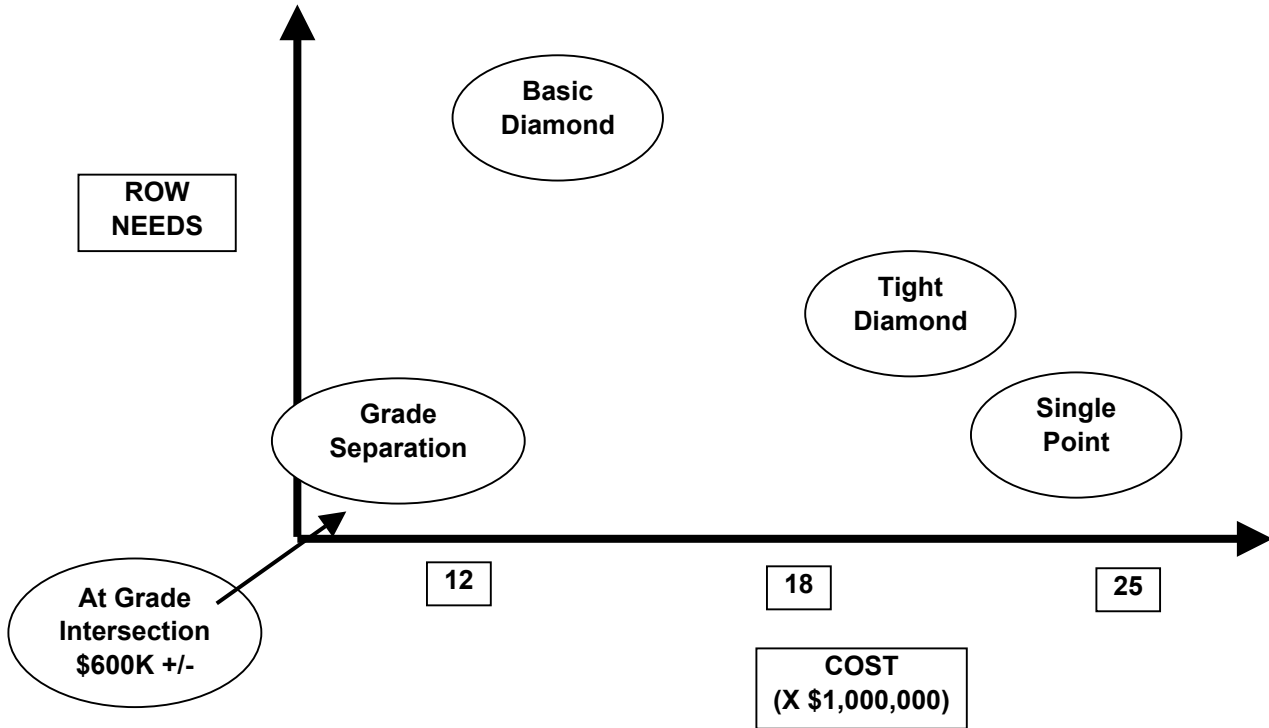 Basic
Diamond
ROW
NEEDS
Tight
Diamond
Grade
Separation
Single
Point
12
18
25
At Grade
Intersection
$600K +/-
COST
(X $1,000,000)